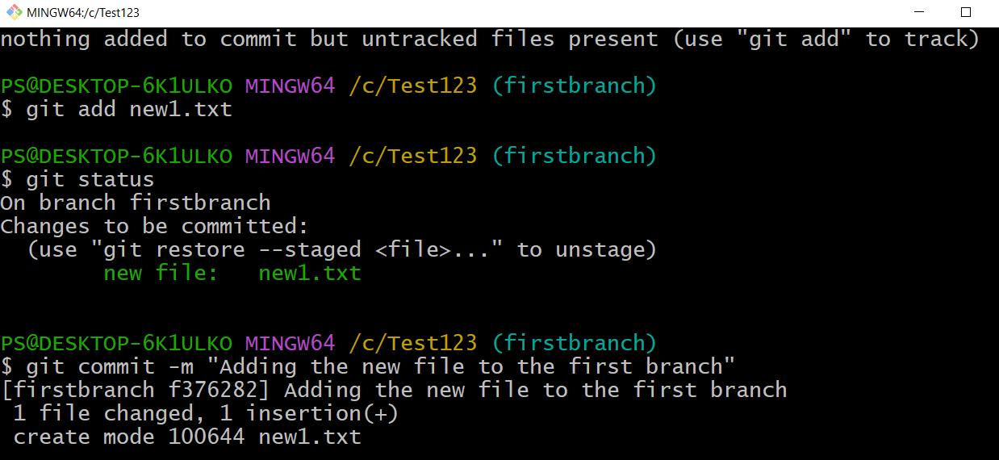 MINGW64:/c/Test123
nothing added to commit but untracked files present (use "git add" to track)
PS@DESKTOP-6K1ULKO MINGW64 /c/Test123 (firstbranch)
$ git add new1.txt
PS@DESKTOP-6K1ULKO MINGW64 /c/Test123 (firstbranch)
$ git status
On branch firstbranch
Changes to be committed:
  (use "git restore --staged <file>..." to unstage)
        new file:   new1.txt
PS@DESKTOP-6K1ULKO MINGW64 /c/Test123 (firstbranch)
$ git commit -m "Adding the new file to the first branch"
[firstbranch f376282] Adding the new file to the first branch
 1 file changed, 1 insertion(+)
 create mode 100644 new1.txt